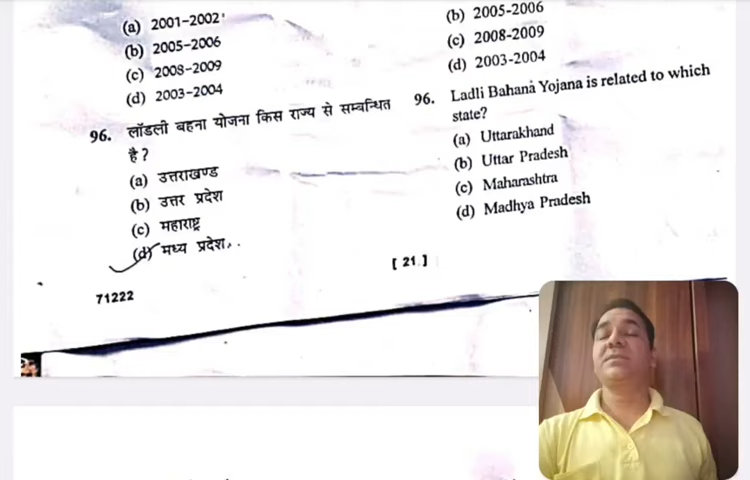 (a) 2001-2002
(b) 2005-2006
(c) 2008-2009
(d) 2003-2004
96. लॉडली बहना योजना किस राज्य से सम्बन्धित
है ?
(a) उत्तराखण्ड
(b) उत्तर प्रदेश
(c) महाराष्ट्र
(d) मध्य प्रदेश
71222
(b) 2005-2006
(c) 2008-2009
(d) 2003-2004
96. Ladli Bahana Yojana is related to which
state?
(a) Uttarakhand
(b) Uttar Pradesh
(c) Maharashtra
(d) Madhya Pradesh
[ 21 ]